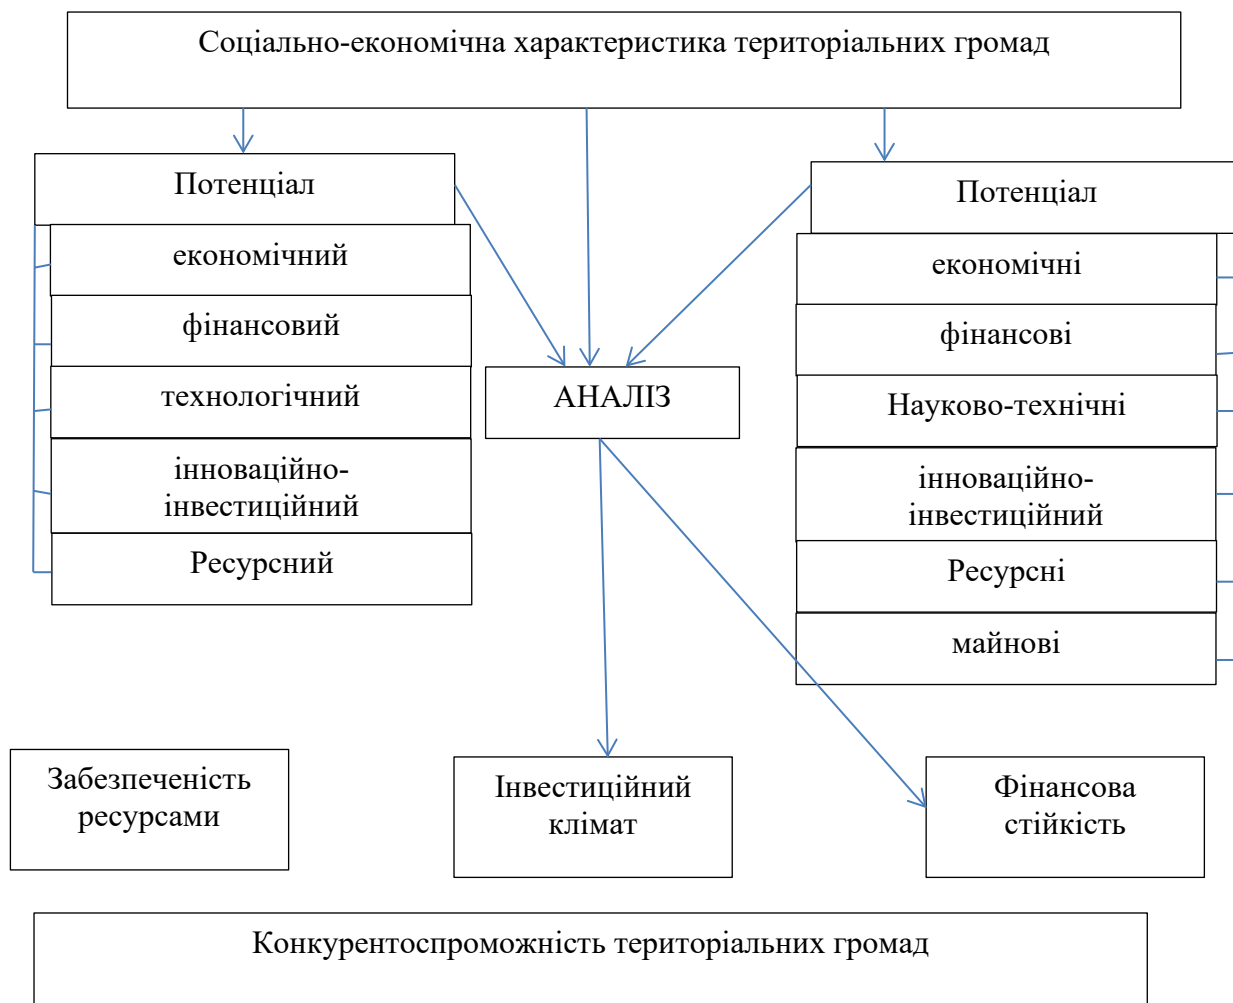 Соціально-економічна характеристика територіальних громад
Потенціал
економічний
фінансовий
технологічний
інноваційно-
інвестиційний
Ресурсний
АНАЛІЗ
Потенціал
економічні
фінансові
Науково-технічні
інноваційно-
інвестиційний
Ресурсні
майнові
Забезпеченість
ресурсами
Інвестиційний
клімат
Фінансова
стійкість
Конкурентоспроможність територіальних громад